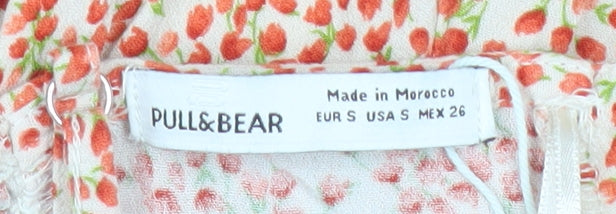 PULL&BEAR
Made in Morocco
EUR S USA S MEX 26